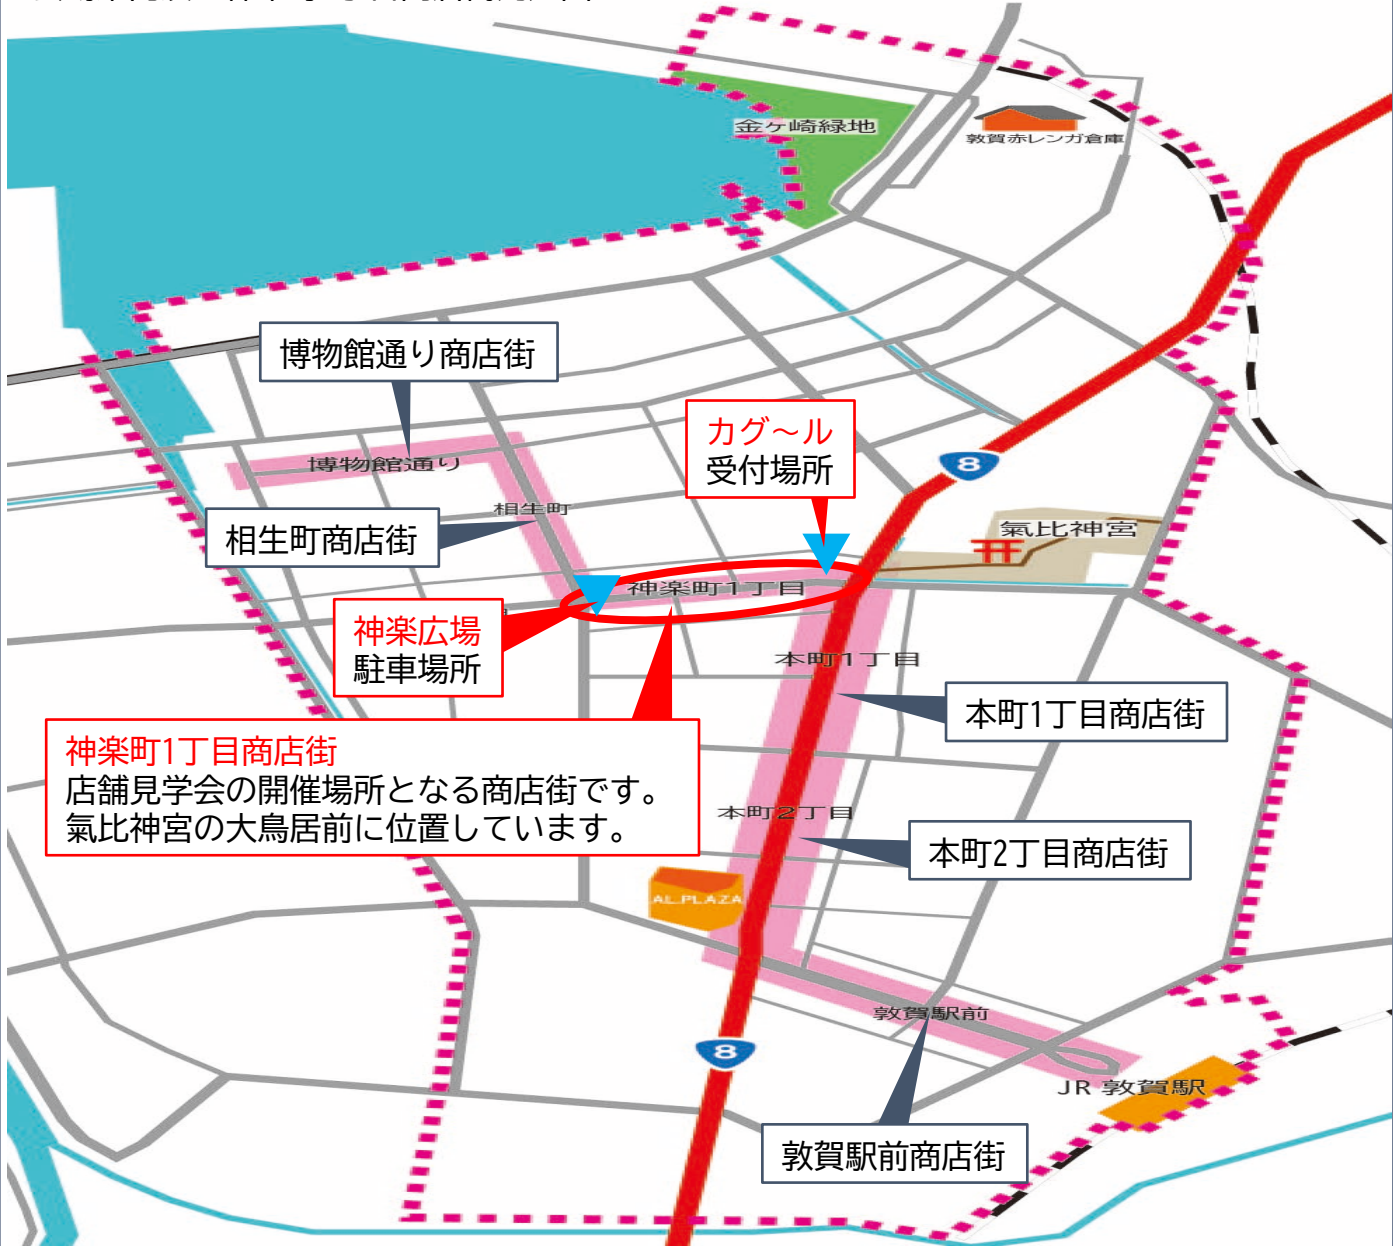 金ヶ崎緑地
敦賀赤レンガ倉庫
博物館通り商店街
カグ～ル
受付場所
8
博物館通り
相生町
相生町商店街
氣比神宮
神楽町1丁目
神楽広場
駐車場所
本町1丁目
本町1丁目商店街
神楽町1丁目商店街
店舗見学会の開催場所となる商店街です。
氣比神宮の大鳥居前に位置しています。
本町2丁目
本町2丁目商店街
AL.PLAZA
敦賀駅前
8
JR 敦賀駅
敦賀駅前商店街